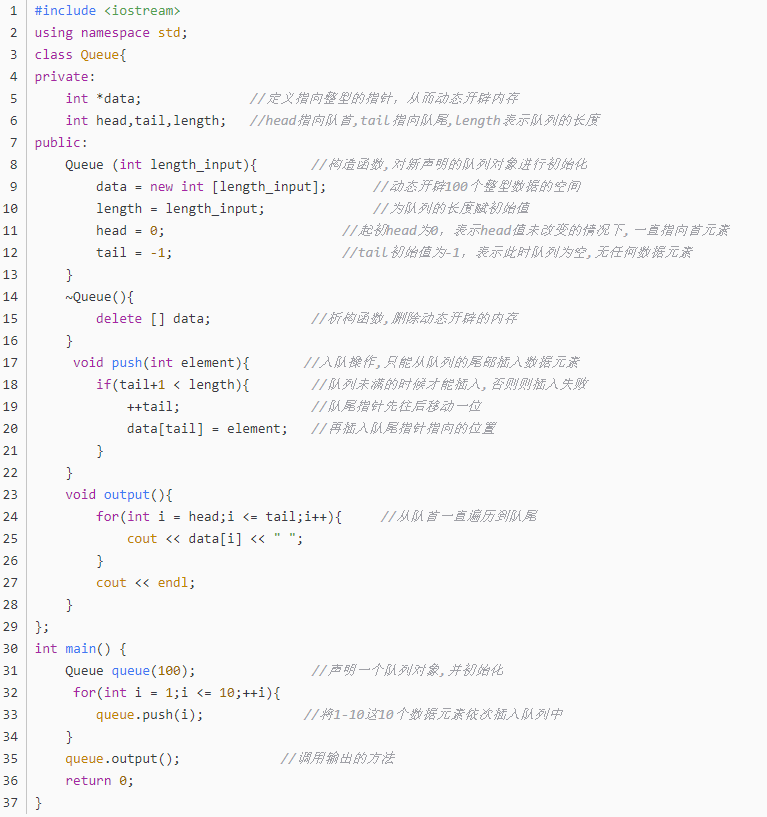 1 #include <iostream>
2 using namespace std;
3 class Queue{
4 private:
5     int *data;              //定义指向整型的指针，从而动态开辟内存
6     int head,tail,length;   //head指向队首,tail指向队尾,length表示队列的长度
7 public:
8     Queue (int length_input){       //构造函数,对新声明的队列对象进行初始化
9         data = new int [length_input];      //动态开辟100个整型数据的空间
10         length = length_input;              //为队列的长度赋初始值
11         head = 0;                       //起初head为0，表示head值未改变的情况下,一直指向首元素
12         tail = -1;                      //tail初始值为-1，表示此时队列为空,无任何数据元素
13     }
14     ~Queue(){
15         delete [] data;             //析构函数,删除动态开辟的内存
16     }
17      void push(int element){       //入队操作,只能从队列的尾部插入数据元素
18         if(tail+1 < length){        //队列未满的时候才能插入,否则则插入失败
19             ++tail;                 //队尾指针先往后移动一位
20             data[tail] = element;   //再插入队尾指针指向的位置
21         }
22     }
23     void output(){
24         for(int i = head;i <= tail;i++){     //从队首一直遍历到队尾
25             cout << data[i] << " ";
26         }
27         cout << endl;
28     }
29 };
30 int main() {
31     Queue queue(100);               //声明一个队列对象,并初始化
32      for(int i = 1;i <= 10;++i){
33         queue.push(i);             //将1-10这10个数据元素依次插入队列中
34     }
35     queue.output();             //调用输出的方法
36     return 0;
37 }